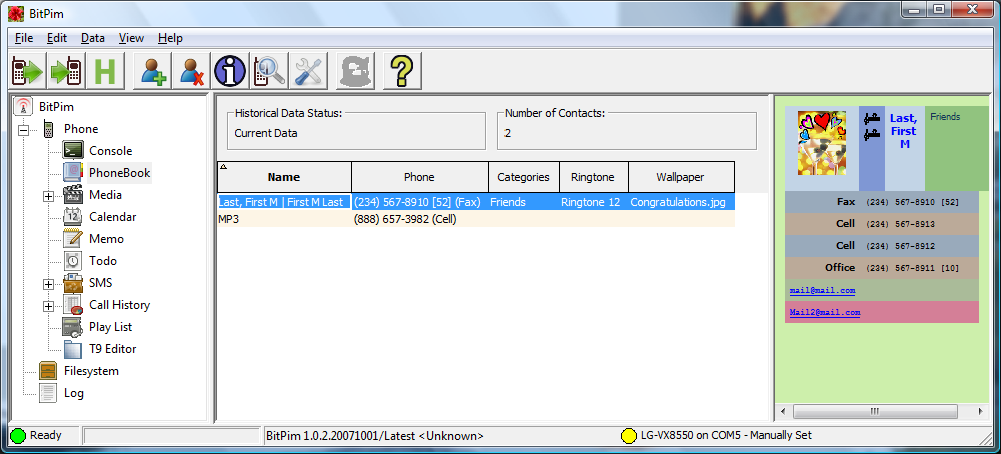 BitPim
File Edit Data View Help
BitPim
Phone
Console
PhoneBook
Media
Calendar
Memo
Todo
SMS
Call History
Play List
T9 Editor
Filesystem
Log
Historical Data Status:
Current Data
Number of Contacts:
2
Name Phone Categories Ringtone Wallpaper
Last, First M | First M Last (234) 567-8910 [52] (Fax) Friends Ringtone 12 Congratulations.jpg
MP3 (888) 657-3982 (Cell)
Last,
First
M
Friends
Fax (234) 567-8910 [52]
Cell (234) 567-8913
Cell (234) 567-8912
Office (234) 567-8911 [10]
mail@mail.com
Mail2@mail.com
Ready BitPim 1.0.2.20071001/Latest <Unknown> LG-VX8550 on COM5 - Manually Set